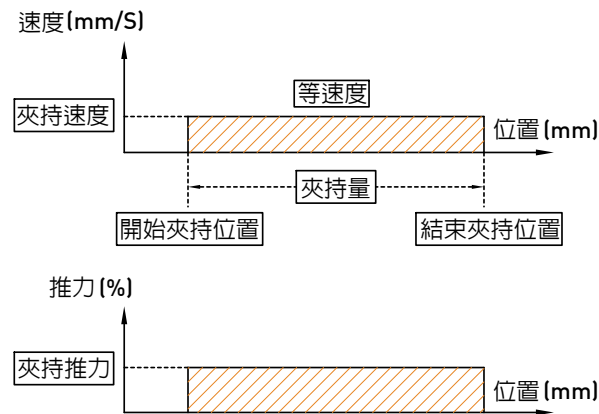 速度(mm/S)
等速度
夾持速度
位置(mm)
夾持量
開始夾持位置
結束夾持位置
推力(%)
夾持推力
位置(mm)